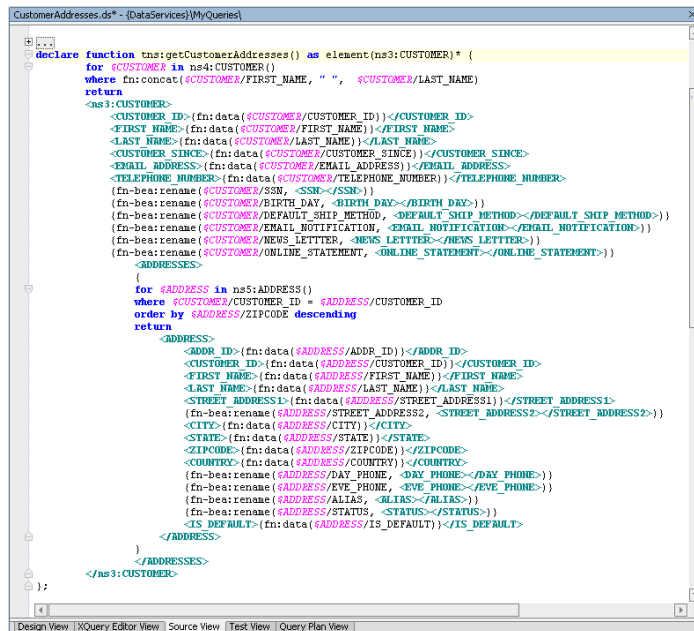 CustomerAddresses.ds* - {DataServices}\MyQueries\
...
declare function tns:getCustomerAddresses() as element(ns3:CUSTOMER)* {
for $CUSTOMER in ns4:CUSTOMER()
where fn:concat($CUSTOMER/FIRST_NAME, " ", $CUSTOMER/LAST_NAME)
return
<ns3:CUSTOMER>
<CUSTOMER_ID>{fn:data($CUSTOMER/CUSTOMER_ID)}</CUSTOMER_ID>
<FIRST_NAME>{fn:data($CUSTOMER/FIRST_NAME)}</FIRST_NAME>
<LAST_NAME>{fn:data($CUSTOMER/LAST_NAME)}</LAST_NAME>
<CUSTOMER_SINCE>{fn:data($CUSTOMER/CUSTOMER_SINCE)}</CUSTOMER_SINCE>
<EMAIL_ADDRESS>{fn:data($CUSTOMER/EMAIL_ADDRESS)}</EMAIL_ADDRESS>
<TELEPHONE_NUMBER>{fn:data($CUSTOMER/TELEPHONE_NUMBER)}</TELEPHONE_NUMBER>
{fn-bea:rename($CUSTOMER/SSN, <SSN></SSN>)}
{fn-bea:rename($CUSTOMER/BIRTH_DAY, <BIRTH_DAY></BIRTH_DAY>)}
{fn-bea:rename($CUSTOMER/DEFAULT_SHIP_METHOD, <DEFAULT_SHIP_METHOD></DEFAULT_SHIP_METHOD>)}
{fn-bea:rename($CUSTOMER/EMAIL_NOTIFICATION, <EMAIL_NOTIFICATION></EMAIL_NOTIFICATION>)}
{fn-bea:rename($CUSTOMER/NEWS_LETTTER, <NEWS_LETTTER></NEWS_LETTTER>)}
{fn-bea:rename($CUSTOMER/ONLINE_STATEMENT, <ONLINE_STATEMENT></ONLINE_STATEMENT>)}
<ADDRESSES>
{
for $ADDRESS in ns5:ADDRESS()
where $CUSTOMER/CUSTOMER_ID = $ADDRESS/CUSTOMER_ID
order by $ADDRESS/ZIPCODE descending
return
<ADDRESS>
<ADDR_ID>{fn:data($ADDRESS/ADDR_ID)}</ADDR_ID>
<CUSTOMER_ID>{fn:data($ADDRESS/CUSTOMER_ID)}</CUSTOMER_ID>
<FIRST_NAME>{fn:data($ADDRESS/FIRST_NAME)}</FIRST_NAME>
<LAST_NAME>{fn:data($ADDRESS/LAST_NAME)}</LAST_NAME>
<STREET_ADDRESS1>{fn:data($ADDRESS/STREET_ADDRESS1)}</STREET_ADDRESS1>
{fn-bea:rename($ADDRESS/STREET_ADDRESS2, <STREET_ADDRESS2></STREET_ADDRESS2>)}
<CITY>{fn:data($ADDRESS/CITY)}</CITY>
<STATE>{fn:data($ADDRESS/STATE)}</STATE>
<ZIPCODE>{fn:data($ADDRESS/ZIPCODE)}</ZIPCODE>
<COUNTRY>{fn:data($ADDRESS/COUNTRY)}</COUNTRY>
{fn-bea:rename($ADDRESS/DAY_PHONE, <DAY_PHONE></DAY_PHONE>)}
{fn-bea:rename($ADDRESS/EVE_PHONE, <EVE_PHONE></EVE_PHONE>)}
{fn-bea:rename($ADDRESS/ALIAS, <ALIAS></ALIAS>)}
{fn-bea:rename($ADDRESS/STATUS, <STATUS></STATUS>)}
<IS_DEFAULT>{fn:data($ADDRESS/IS_DEFAULT)}</IS_DEFAULT>
</ADDRESS>
}
</ADDRESSES>
</ns3:CUSTOMER>
};
Design View XQuery Editor View Source View Test View Query Plan View